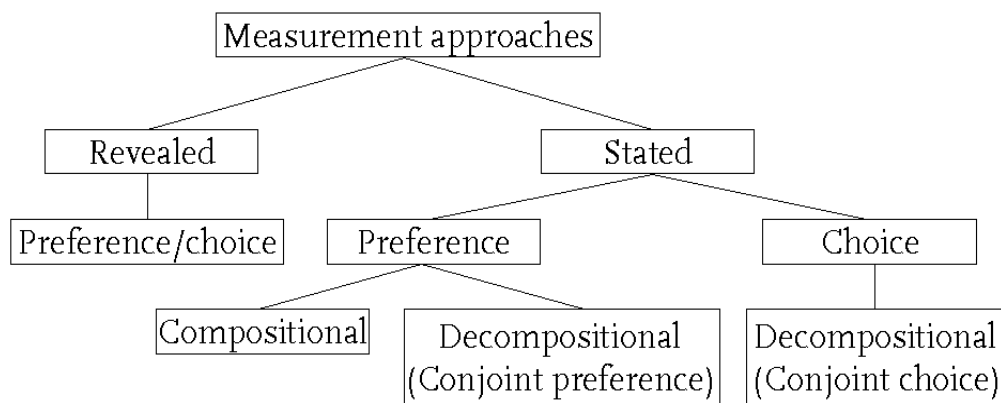 Measurement approaches
Revealed
Stated
Preference/choice
Preference
Choice
Compositional
Decompositional
(Conjoint preference)
Decompositional
(Conjoint choice)